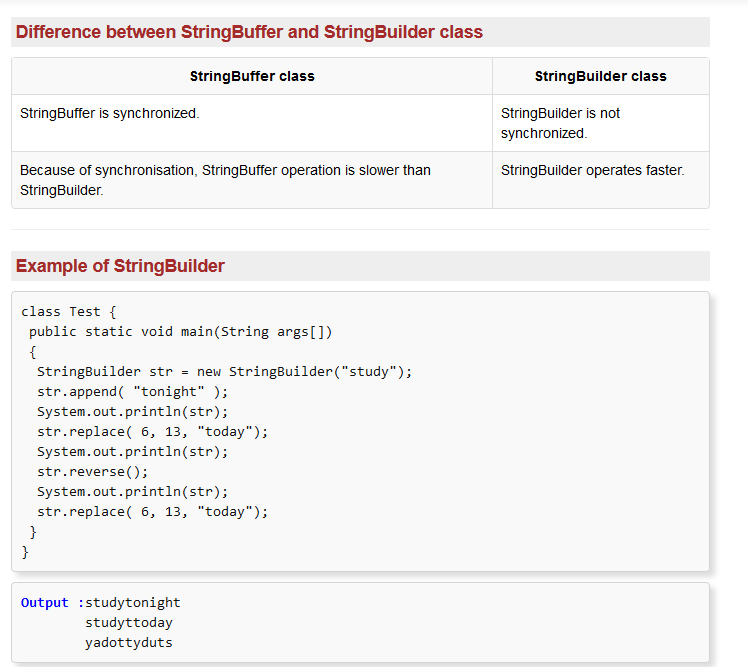 Difference between StringBuffer and StringBuilder class
StringBuffer class StringBuilder class
StringBuffer is synchronized. StringBuilder is not
synchronized.
Because of synchronisation, StringBuffer operation is slower than
StringBuilder. StringBuilder operates faster.
Example of StringBuilder
class Test {
 public static void main(String args[])
 {
  StringBuilder str = new StringBuilder("study");
  str.append( "tonight" );
  System.out.println(str);
  str.replace( 6, 13, "today");
  System.out.println(str);
  str.reverse();
  System.out.println(str);
  str.replace( 6, 13, "today");
 }
}
Output :studytonight
        studyttoday
        yadottyduts